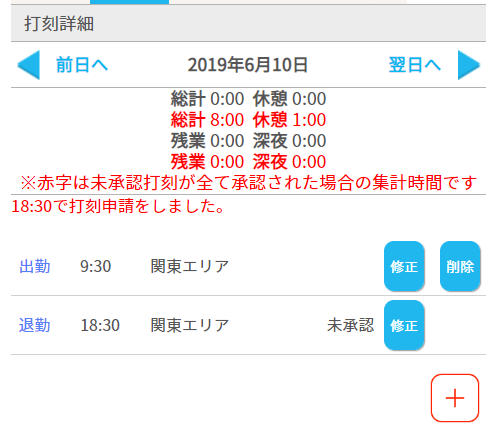 打刻詳細
前日へ 2019年6月10日 翌日へ
総計 0:00 休憩 0:00
総計 8:00 休憩 1:00
残業 0:00 深夜 0:00
残業 0:00 深夜 0:00
※赤字は未承認打刻が全て承認された場合の集計時間です
18:30で打刻申請をしました。
出勤 9:30 関東エリア 修正 削除
退勤 18:30 関東エリア 未承認 修正
+